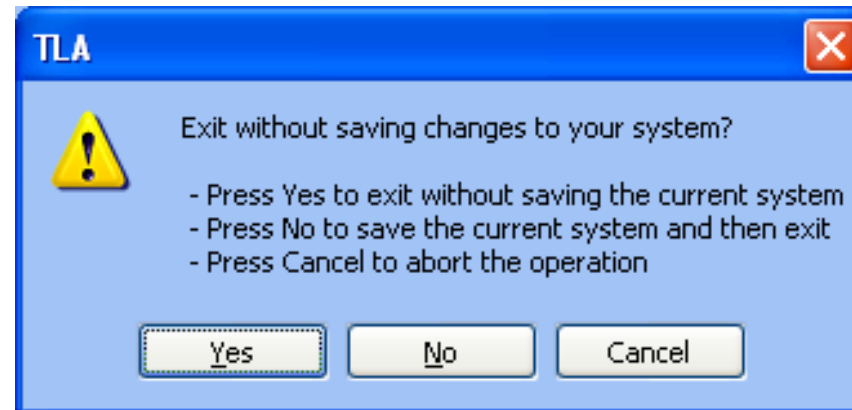 TLA
Exit without saving changes to your system?
- Press Yes to exit without saving the current system
- Press No to save the current system and then exit
- Press Cancel to abort the operation
Yes No Cancel